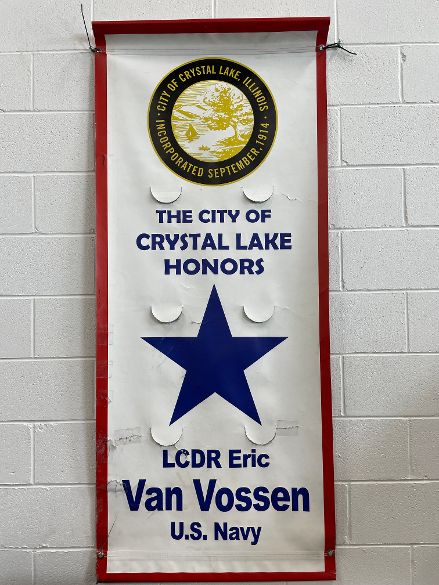 CITY OF CRYSTAL LAKE, ILLINOIS
INCORPORATED SEPTEMBER, 1914
THE CITY OF
CRYSTAL LAKE
HONORS
LCDR Eric
Van Vossen
U.S. Navy